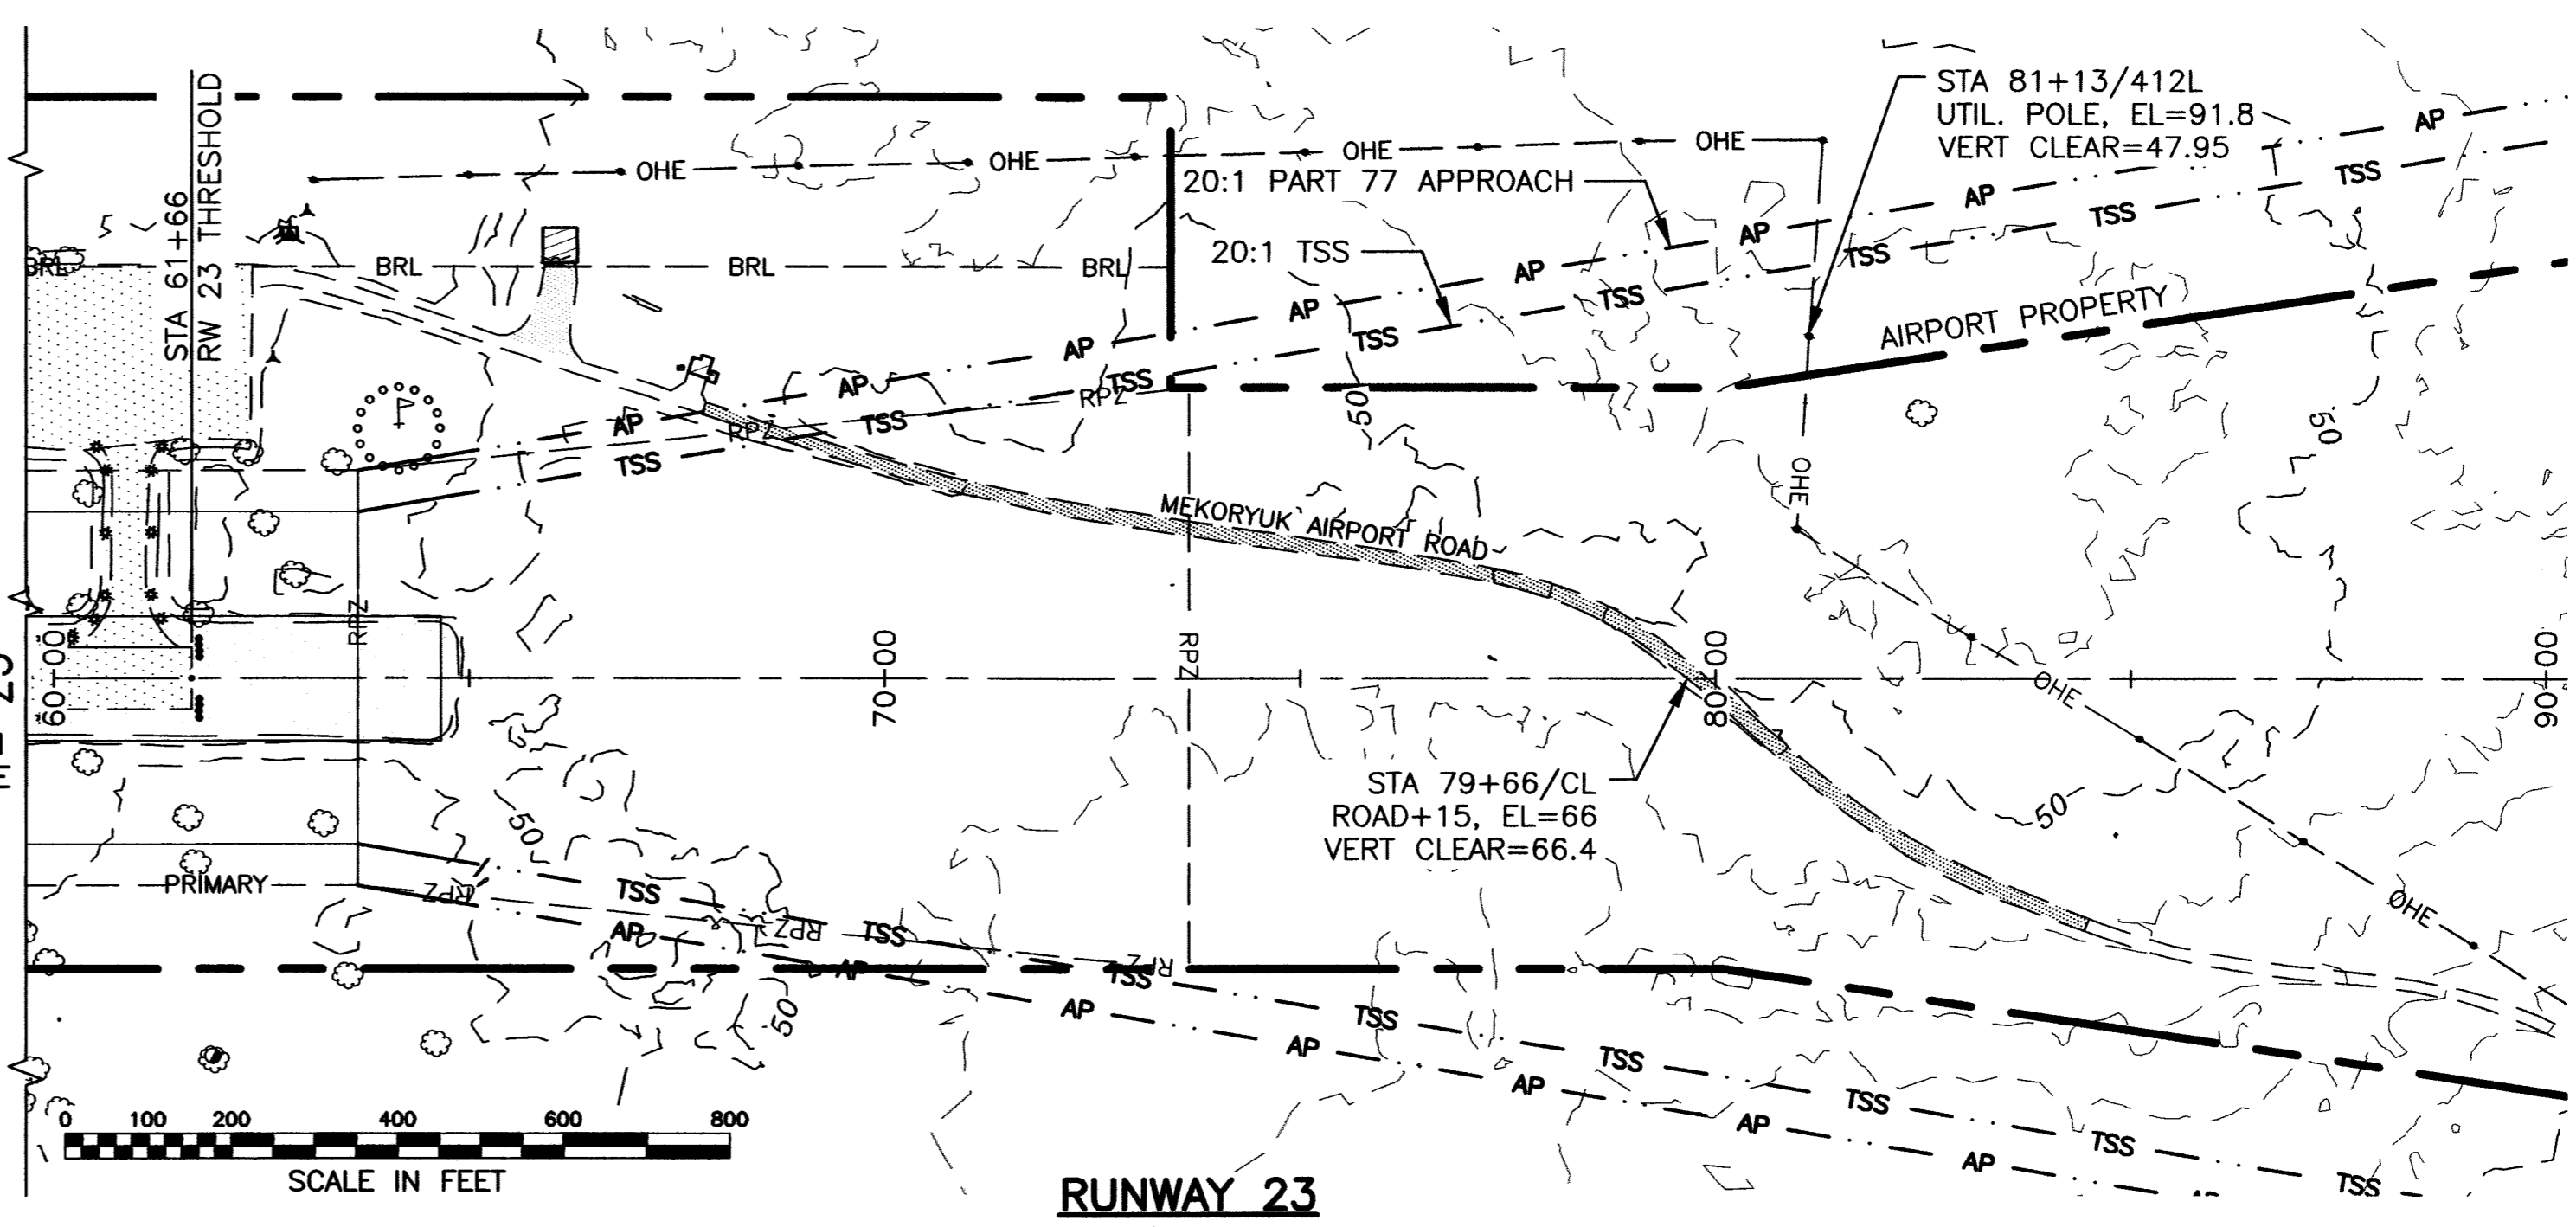 STA 61+66
RW 23 THRESHOLD
STA 81+13/412L
UTIL. POLE, EL=91.8
VERT CLEAR=47.95
AP
TSS
OHE
OHE
OHE
OHE
20:1 PART 77 APPROACH
AP
TSS
AP
TSS
20:1 TSS
BRL
BRL
BRL
BRL
AP
TSS
AP
TSS
AIRPORT PROPERTY
AP
TSS
AP
TSS
RPZ
AP
TSS
RPZ
AP
TSS
50
50
OHE
MEKORYUK AIRPORT ROAD
RPZ
RPZ
60+00
70+00
80+00
90+00
OHE
STA 79+66/CL
ROAD+15, EL=66
VERT CLEAR=66.4
50
50
PRIMARY
RPZ
TSS
AP
RPZ
TSS
AP
RPZ
TSS
OHE
50
AP
TSS
AP
TSS
AP
TSS
AP
TSS
AP
TSS
AP
0 100 200 400 600 800
SCALE IN FEET
RUNWAY 23